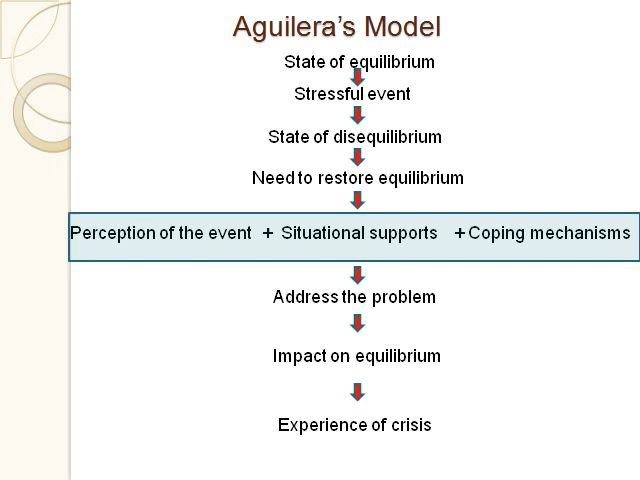 Aguilera's Model
State of equilibrium
Stressful event
State of disequilibrium
Need to restore equilibrium
Perception of the event + Situational supports + Coping mechanisms
Address the problem
Impact on equilibrium
Experience of crisis